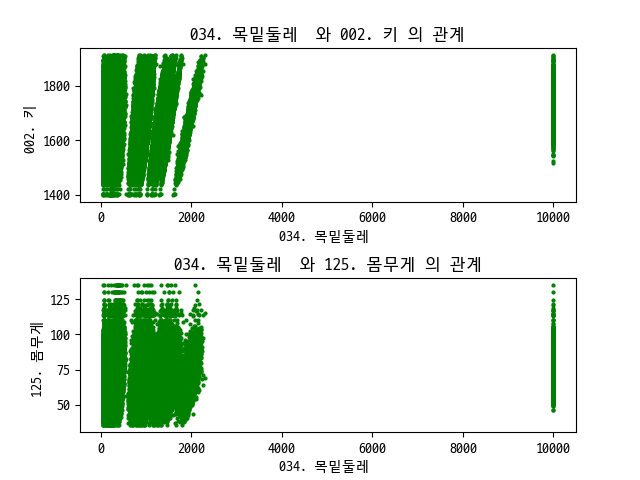 034. 목밑둘레 와 002. 키 의 관계
002. 키
1800
1600
1400
0 2000 4000 6000 8000 10000
034. 목밑둘레
034. 목밑둘레 와 125. 몸무게 의 관계
125. 몸무게
125
100
75
50
0 2000 4000 6000 8000 10000
034. 목밑둘레